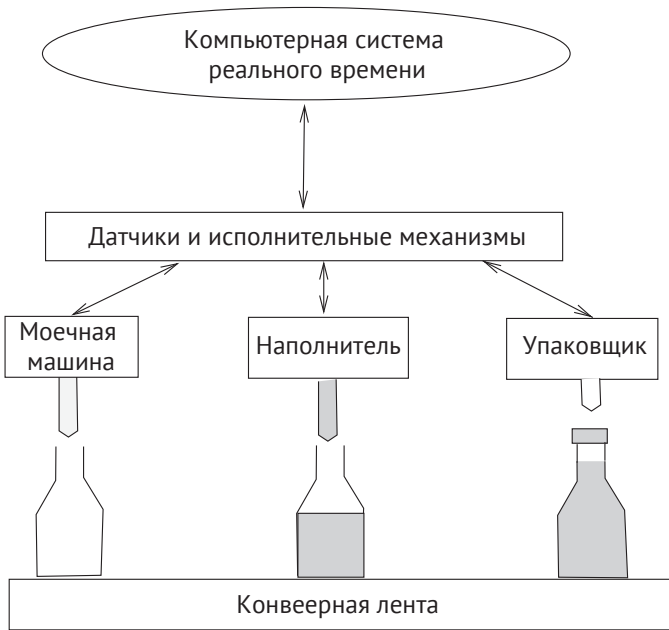 Компьютерная система
реального времени
Датчики и исполнительные механизмы
Моечная
машина
Наполнитель
Упаковщик
Конвеерная лента